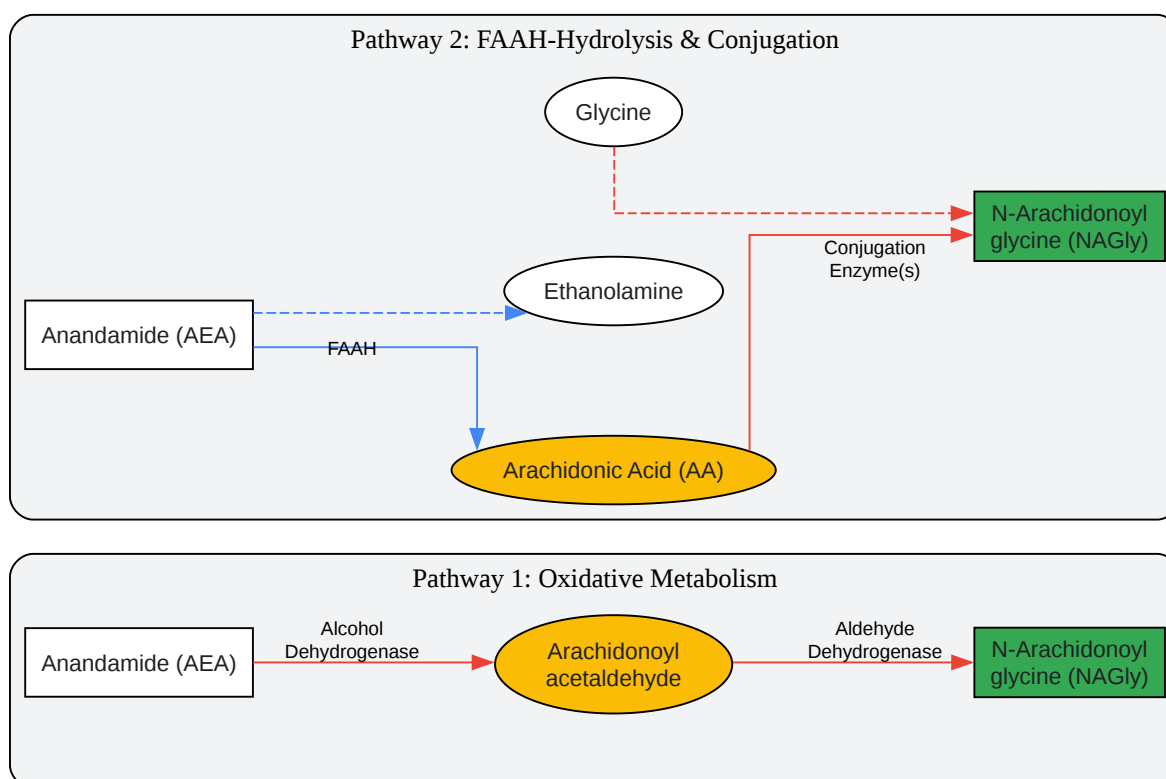 Pathway 2: FAAH-Hydrolysis & Conjugation
Glycine
N-Arachidonoyl
glycine (NAGly)
Conjugation
Enzyme(s)
Ethanolamine
Anandamide (AEA)
FAAH
Arachidonic Acid (AA)
Pathway 1: Oxidative Metabolism
Anandamide (AEA)
Alcohol
Dehydrogenase
Arachidonoyl
acetaldehyde
Aldehyde
Dehydrogenase
N-Arachidonoyl
glycine (NAGly)